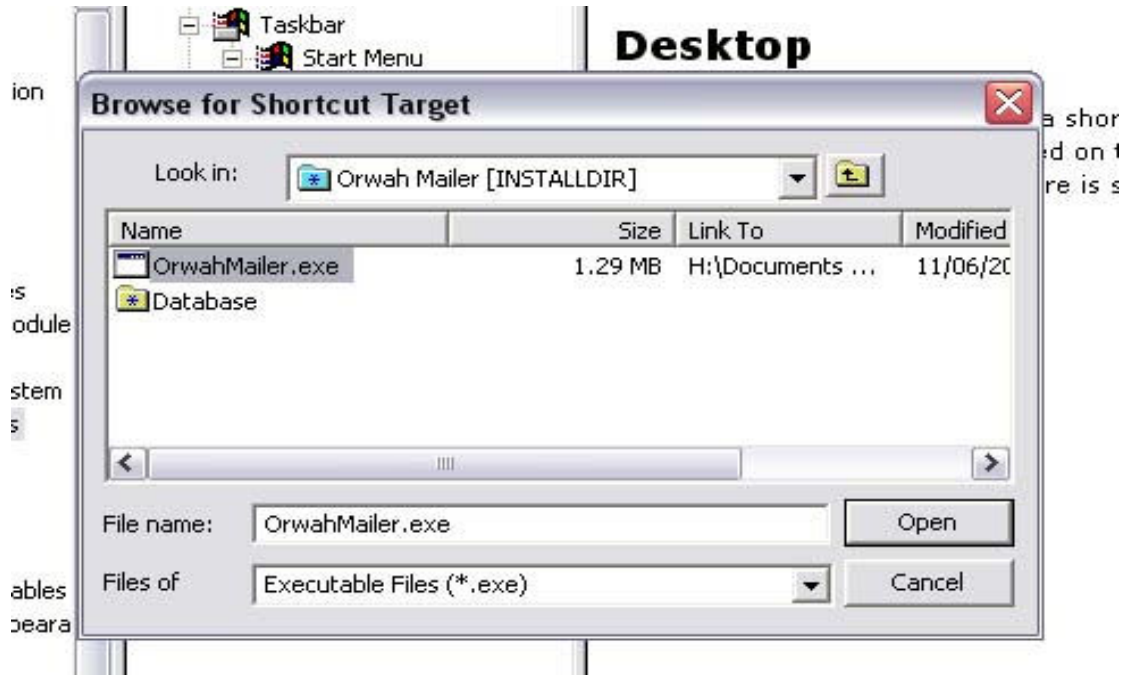 Taskbar
Start Menu
Desktop
ion
Browse for Shortcut Target
a shor
Look in:
Orwah Mailer [INSTALLDIR]
ed on t
re is s
Name Size Link To Modified
OrwahMailer.exe 1.29 MB H:\Documents ... 11/06/20
Database
s
odule
stem
s
File name: OrwahMailer.exe Open
Files of Executable Files (*.exe) Cancel
ables
peara